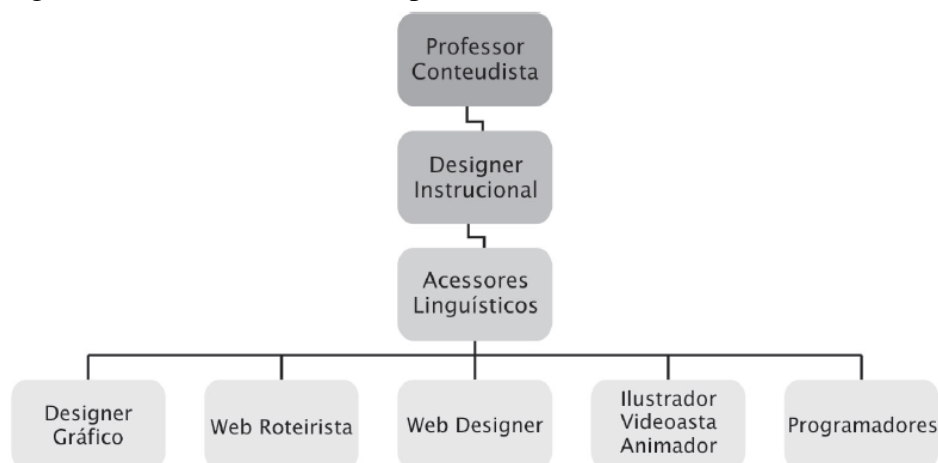 Professor
Conteudista
Designer
Instrucional
Acessores
Linguísticos
Designer
Gráfico
Web Roteirista
Web Designer
Ilustrador
Videoasta
Animador
Programadores